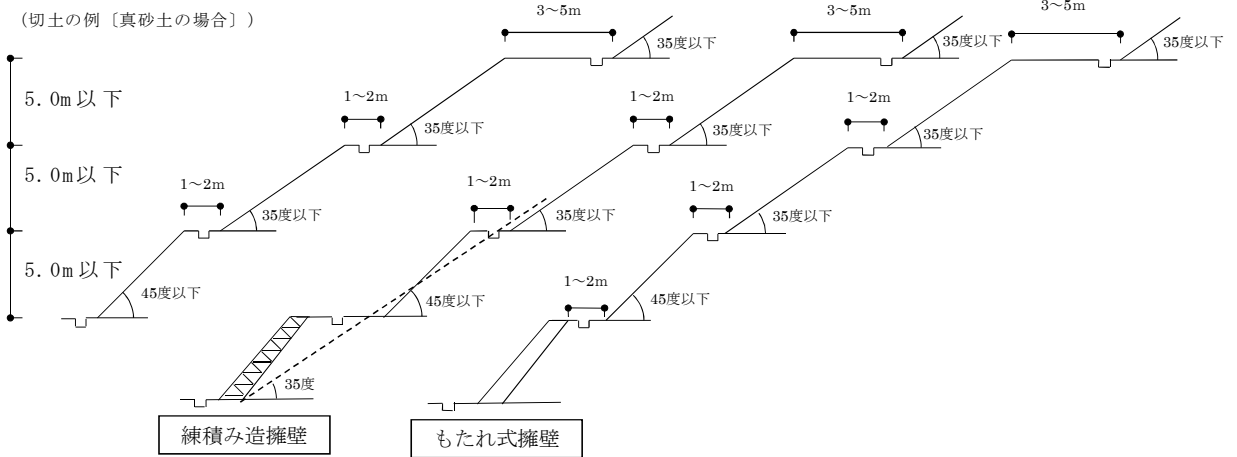 (切土の例〔真砂土の場合〕)
3～5m
3～5m
3～5m
35度以下
35度以下
35度以下
5.0m以下
1～2m
1～2m
1～2m
35度以下
35度以下
35度以下
5.0m以下
1～2m
1～2m
1～2m
35度以下
35度以下
35度以下
5.0m以下
45度以下
45度以下
1～2m
45度以下
35度
練積み造擁壁
もたれ式擁壁